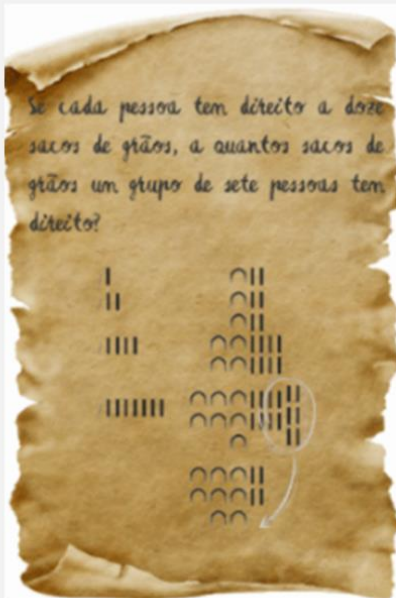 Se cada pessoa tem direito a doze
sacos de grãos, a quantos sacos de
grãos um grupo de sete pessoas tem
direito?